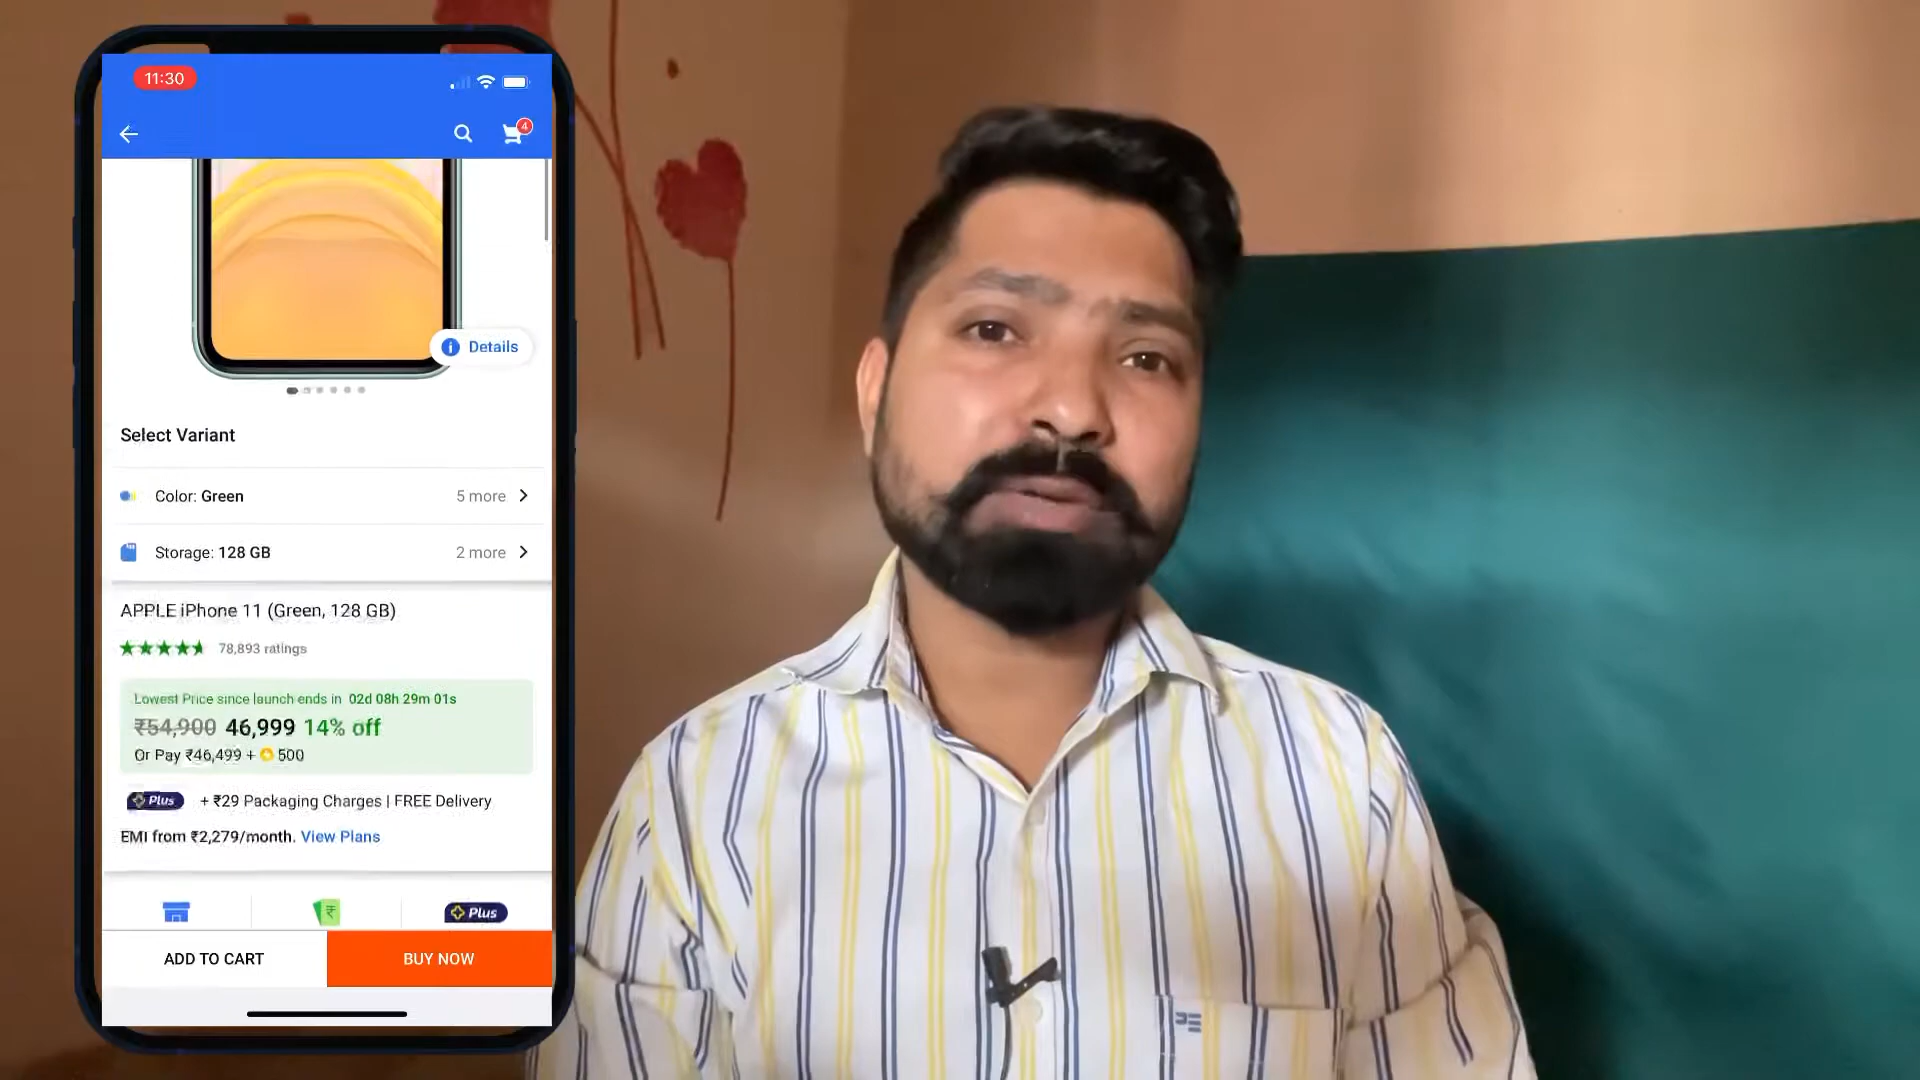 11:30
4
Details
Select Variant
Color: Green 5 more
Storage: 128 GB 2 more
APPLE iPhone 11 (Green, 128 GB)
78,893 ratings
Lowest Price since launch ends in 02d 08h 29m 01s
₹54,900 46,999 14% off
Or Pay ₹46,499 + 500
Plus + ₹29 Packaging Charges | FREE Delivery
EMI from ₹2,279/month. View Plans
₹ Plus
ADD TO CART BUY NOW